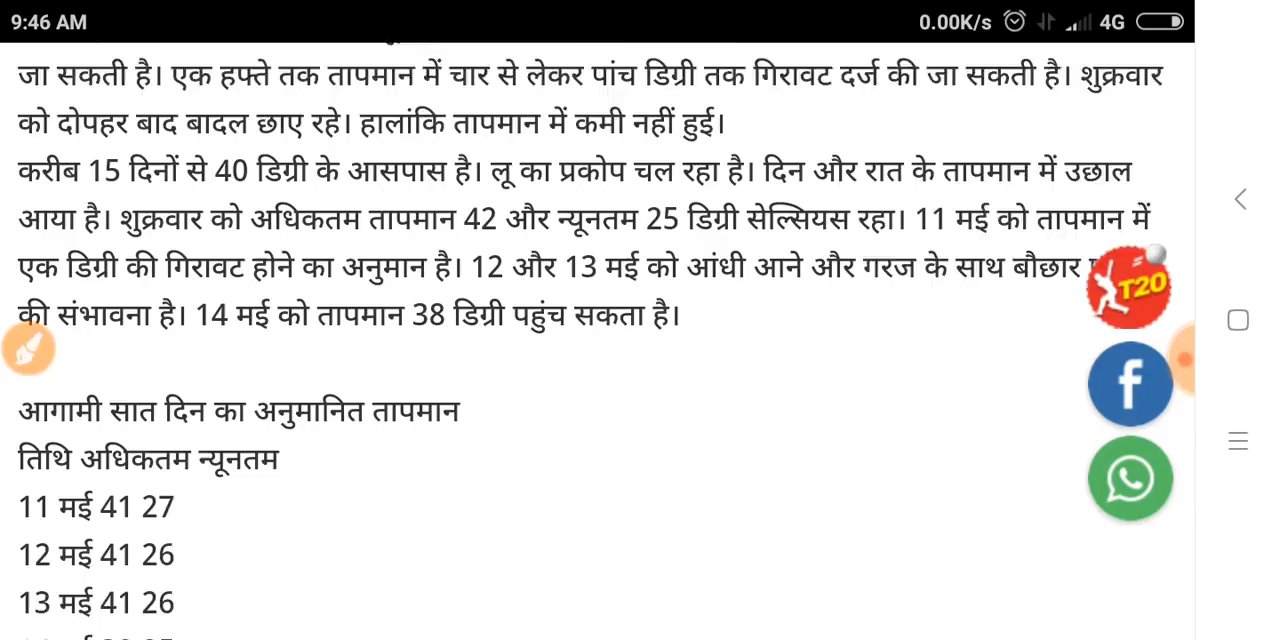 9:46 AM
0.00K/s 4G
जा सकती है। एक हफ्ते तक तापमान में चार से लेकर पांच डिग्री तक गिरावट दर्ज की जा सकती है। शुक्रवार
को दोपहर बाद बादल छाए रहे। हालांकि तापमान में कमी नहीं हुई।
करीब 15 दिनों से 40 डिग्री के आसपास है। लू का प्रकोप चल रहा है। दिन और रात के तापमान में उछाल
आया है। शुक्रवार को अधिकतम तापमान 42 और न्यूनतम 25 डिग्री सेल्सियस रहा। 11 मई को तापमान में
एक डिग्री की गिरावट होने का अनुमान है। 12 और 13 मई को आंधी आने और गरज के साथ बौछार
की संभावना है। 14 मई को तापमान 38 डिग्री पहुंच सकता है।
T20
आगामी सात दिन का अनुमानित तापमान
तिथि अधिकतम न्यूनतम
11 मई 41 27
12 मई 41 26
13 मई 41 26